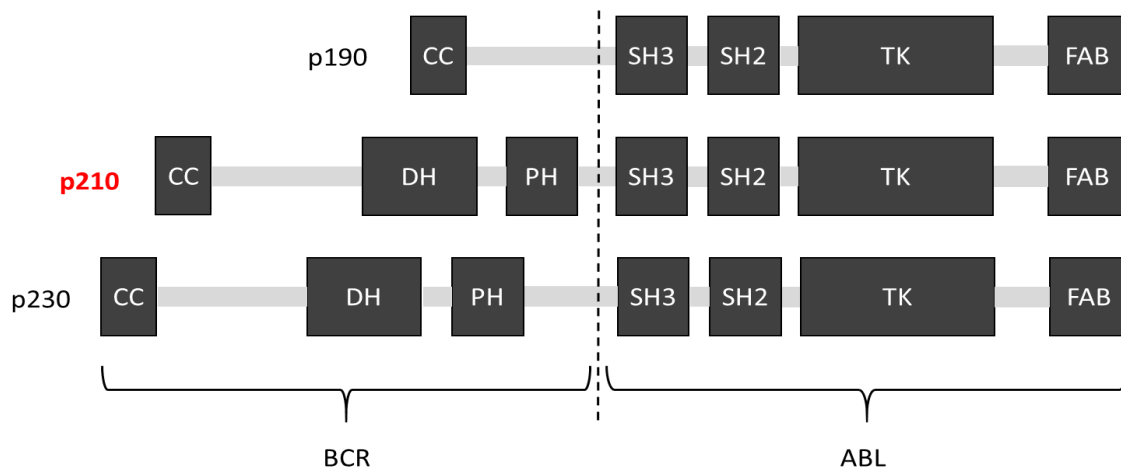 p190 CC SH3 SH2 TK FAB
p210 CC DH PH SH3 SH2 TK FAB
p230 CC DH PH SH3 SH2 TK FAB
BCR ABL